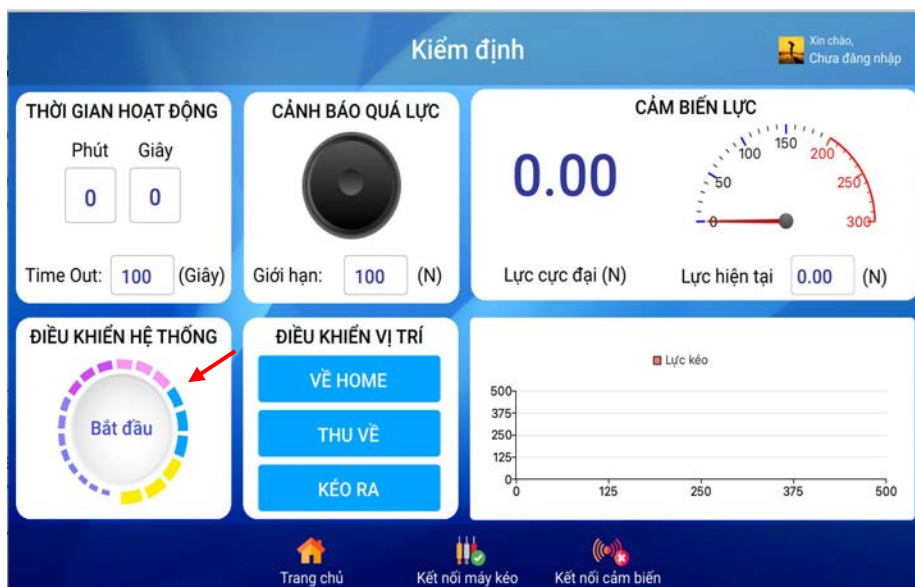 Kiểm định
Xin chào,
Chưa đăng nhập
THỜI GIAN HOẠT ĐỘNG
Phút Giây
0 0
Time Out: 100 (Giây)
CẢNH BÁO QUÁ LỰC
Giới hạn: 100 (N)
CẢM BIẾN LỰC
0.00
0 50 100 150 200 250 300
Lực cực đại (N)
Lực hiện tại 0.00 (N)
ĐIỀU KHIỂN HỆ THỐNG
Bắt đầu
ĐIỀU KHIỂN VỊ TRÍ
VỀ HOME
THU VỀ
KÉO RA
Lực kéo
500
375
250
125
0
0 125 250 375 500
Trang chủ
Kết nối máy kéo
Kết nối cảm biến